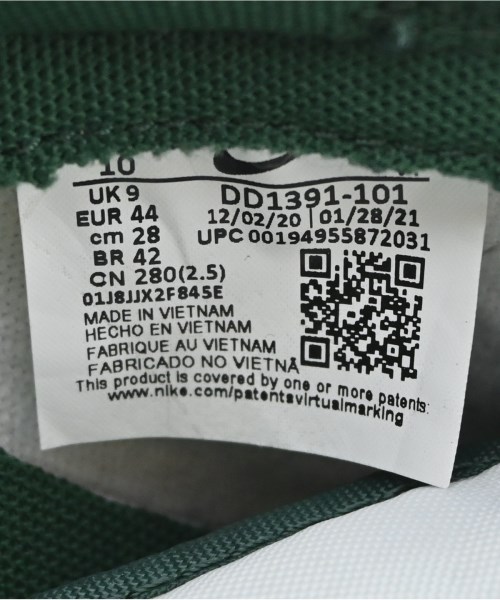 10
UK 9
EUR 44
cm 28
BR 42
CN 280(2.5)
01J8JJX2F845E
DD1391-101
12/02/20 | 01/28/21
UPC 00194955872031
MADE IN VIETNAM
HECHO EN VIETNAM
FABRIQUE AU VIETNAM
FABRICADO NO VIETNÃ
This product is covered by one or more patents:
www.nike.com/patentsvirtualmarking